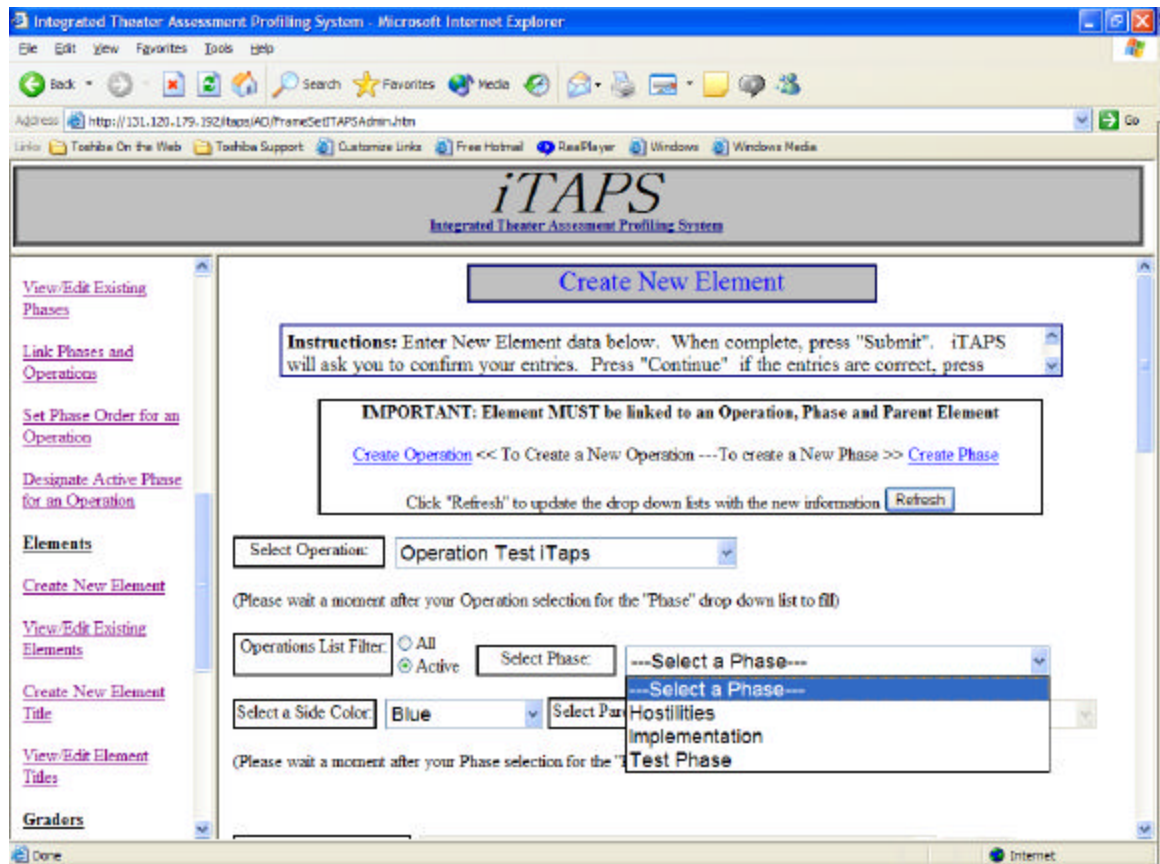 Integrated Theater Assessment Profiling System - Microsoft Internet Explorer
File Edit View Favorites Tools Help
Back Search Favorites Media
Address http://131.120.179.192/itaps/AO/FrameSetITAPSAdmin.htm Go
Links Toshiba On the Web Toshiba Support Customize Links Free Hotmail RealPlayer Windows Windows Media
iTAPS
Integrated Theater Assessment Profiling System
View/Edit Existing
Phases
Link Phases and
Operations
Set Phase Order for an
Operation
Designate Active Phase
for an Operation
Elements
Create New Element
View/Edit Existing
Elements
Create New Element
Title
View/Edit Element
Titles
Graders
Create New Element
Instructions: Enter New Element data below. When complete, press "Submit". iTAPS
will ask you to confirm your entries. Press "Continue" if the entries are correct, press
IMPORTANT: Element MUST be linked to an Operation, Phase and Parent Element
Create Operation << To Create a New Operation ---To create a New Phase >> Create Phase
Click "Refresh" to update the drop down lists with the new information Refresh
Select Operation: Operation Test iTaps
(Please wait a moment after your Operation selection for the "Phase" drop down list to fill)
Operations List Filter: All
Active Select Phase: ---Select a Phase---
---Select a Phase---
Hostilities
Implementation
Test Phase
Select a Side Color: Blue Select Par
(Please wait a moment after your Phase selection for the "
Done Internet